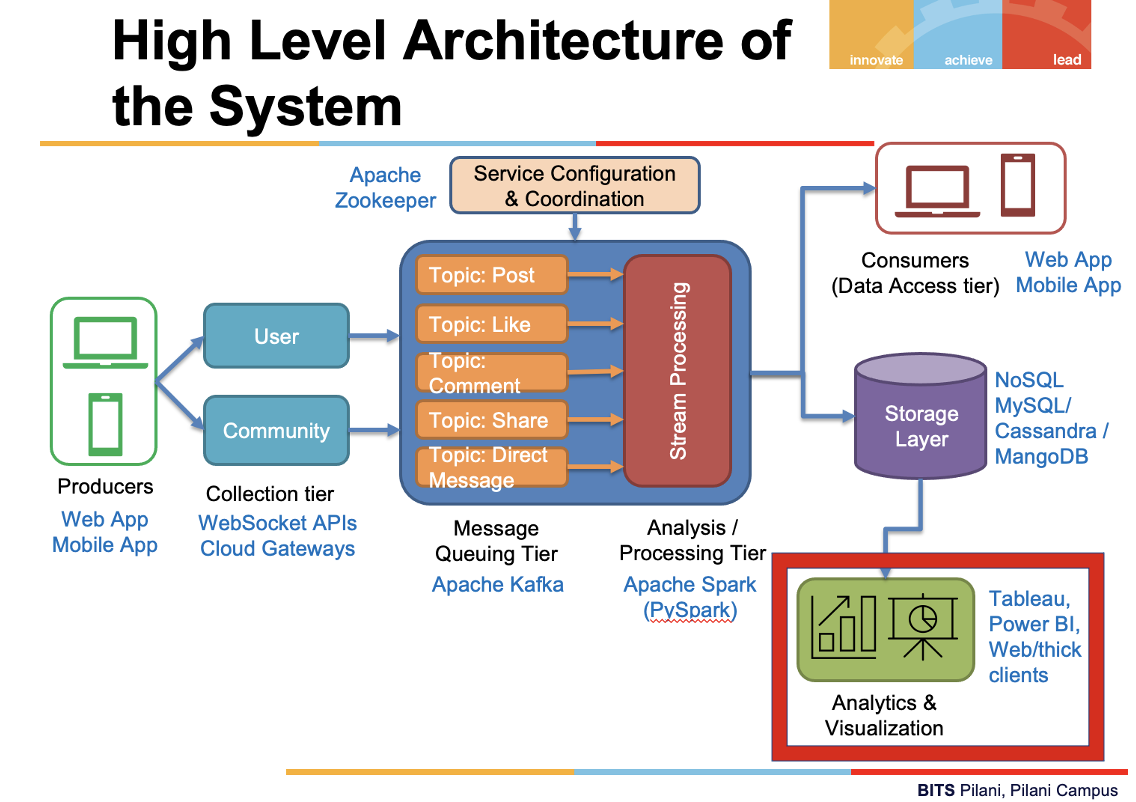 High Level Architecture of
the System
innovate
achieve
lead
Apache
Zookeeper
Service Configuration
& Coordination
Topic: Post
Topic: Like
Topic:
Comment
Topic: Share
Topic: Direct
Message
Stream Processing
User
Community
Producers
Web App
Mobile App
Collection tier
WebSocket APIs
Cloud Gateways
Message
Queuing Tier
Apache Kafka
Analysis /
Processing Tier
Apache Spark
(PySpark)
Consumers
(Data Access tier)
Web App
Mobile App
Storage
Layer
NoSQL
MySQL/
Cassandra /
MangoDB
Tableau,
Power BI,
Web/thick
clients
Analytics &
Visualization
BITS Pilani, Pilani Campus